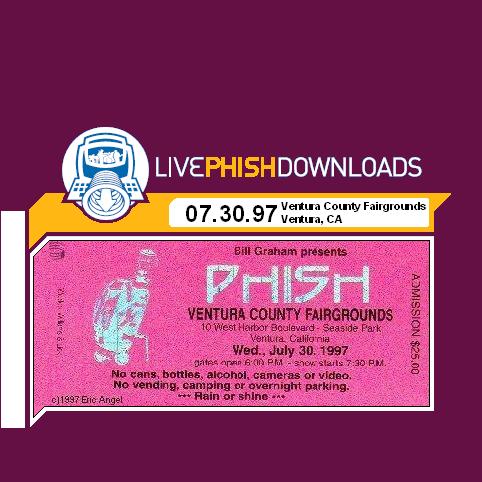 LIVEPHISHDOWNLOADS
07.30.97
Ventura County Fairgrounds
Ventura, CA
Bill Graham presents
PHISH
VENTURA COUNTY FAIRGROUNDS
10 West Harbor Boulevard - Seaside Park
Ventura, California
Wed., July 30, 1997
gates open 6:00 P.M. - show starts 7:30 P.M.
No cans, bottles, alcohol, cameras or video.
No vending, camping or overnight parking.
*** Rain or shine ***
ADMISSION $25.00
c)1997 Eric Angel